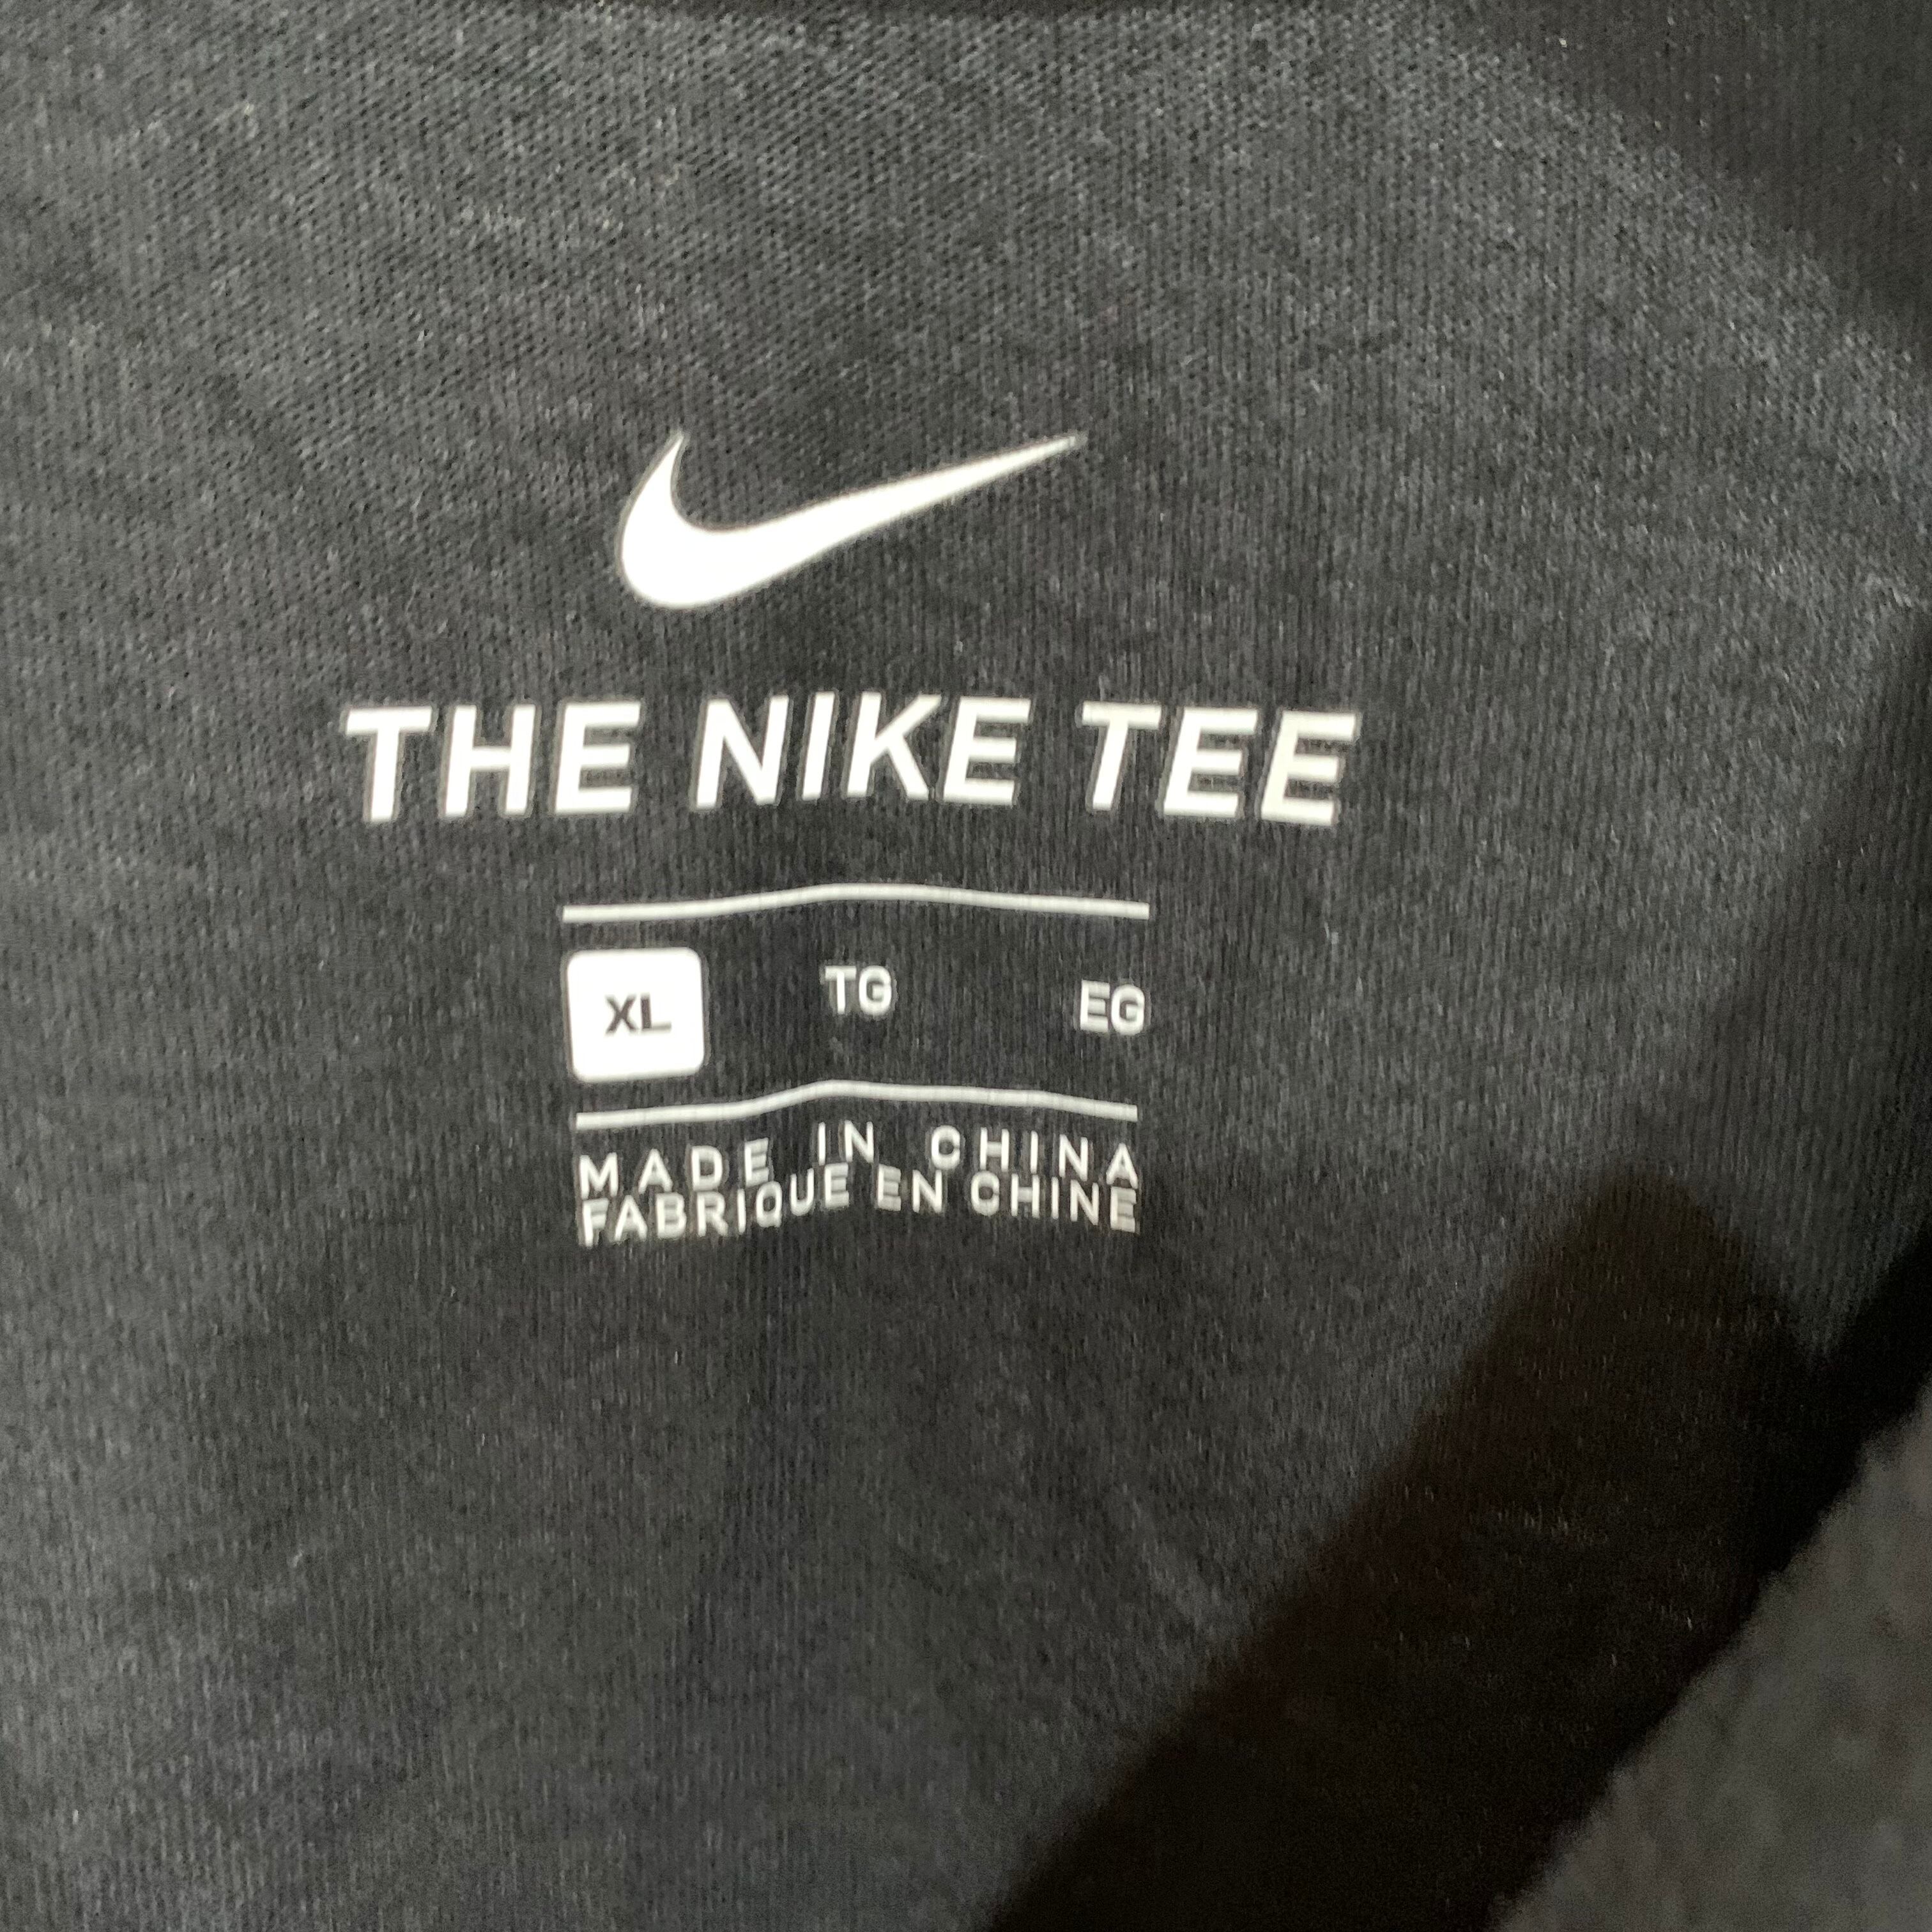 THE NIKE TEE
XL TG EG
MADE IN CHINA
FABRIQUE EN CHINE